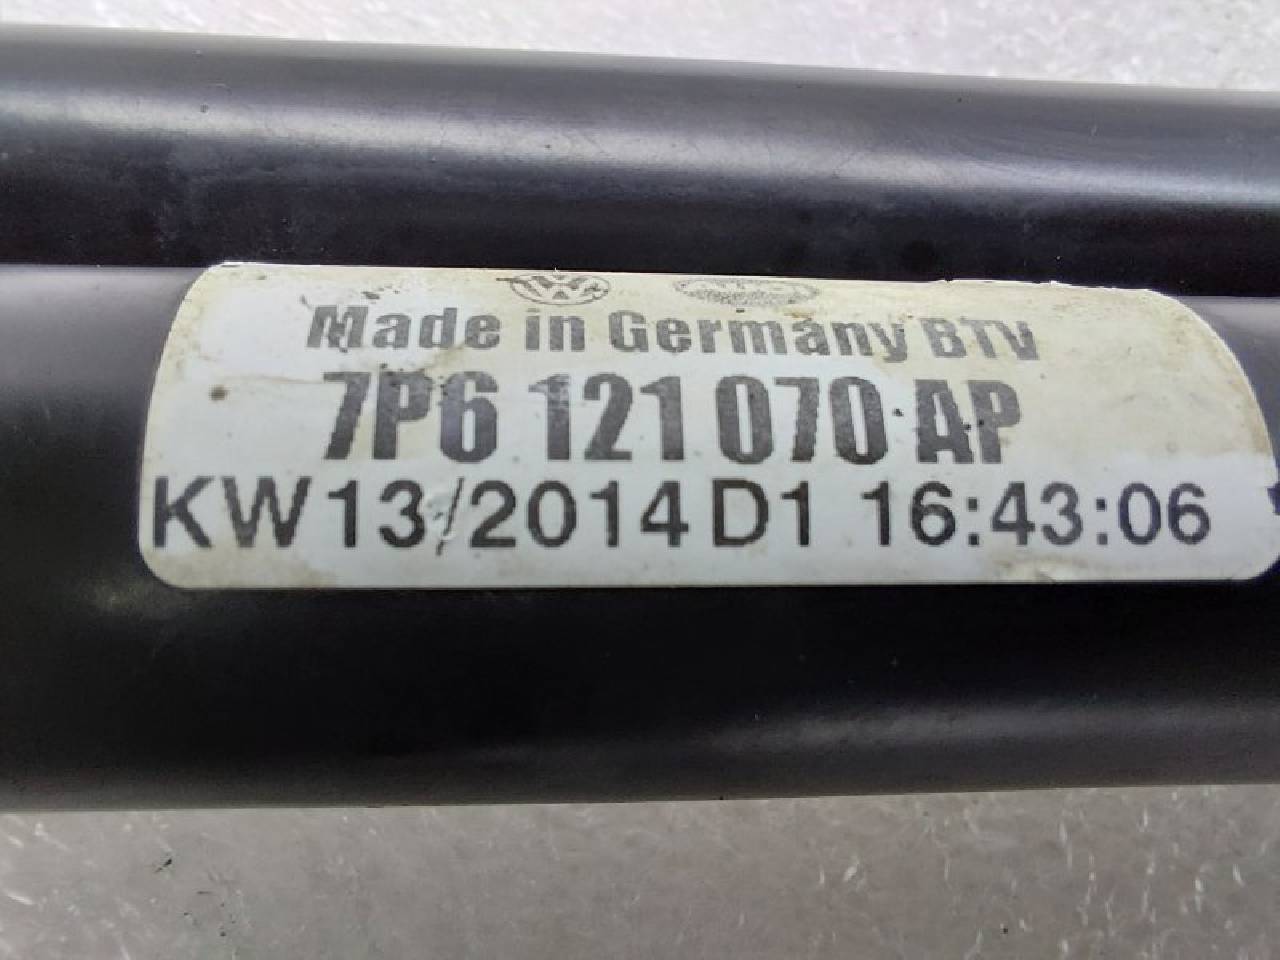 Made in Germany BTV
7P6 121 070 AP
KW13/2014 D1 16:43:06